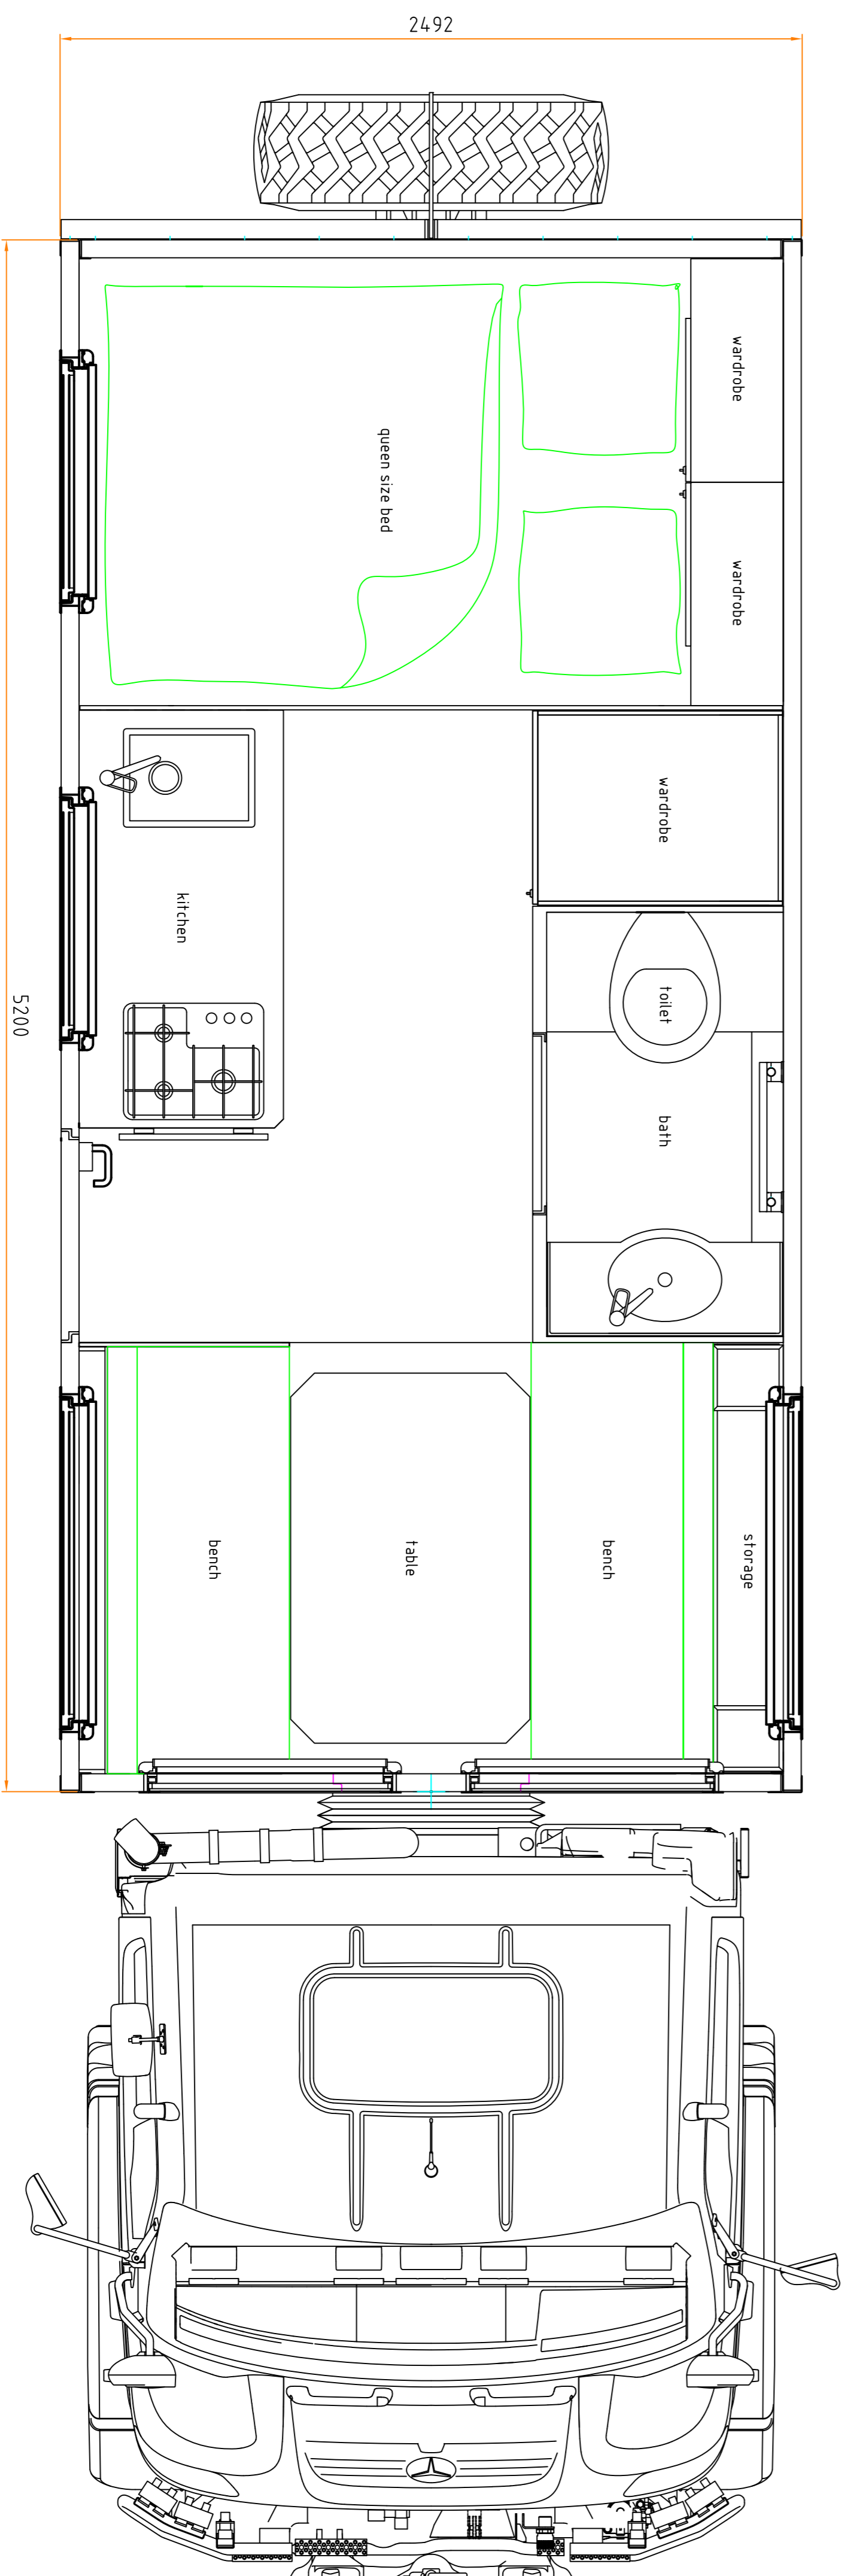 2492
wardrobe
wardrobe
queen size bed
wardrobe
kitchen
toilet
5200
bath
bench
table
bench
storage